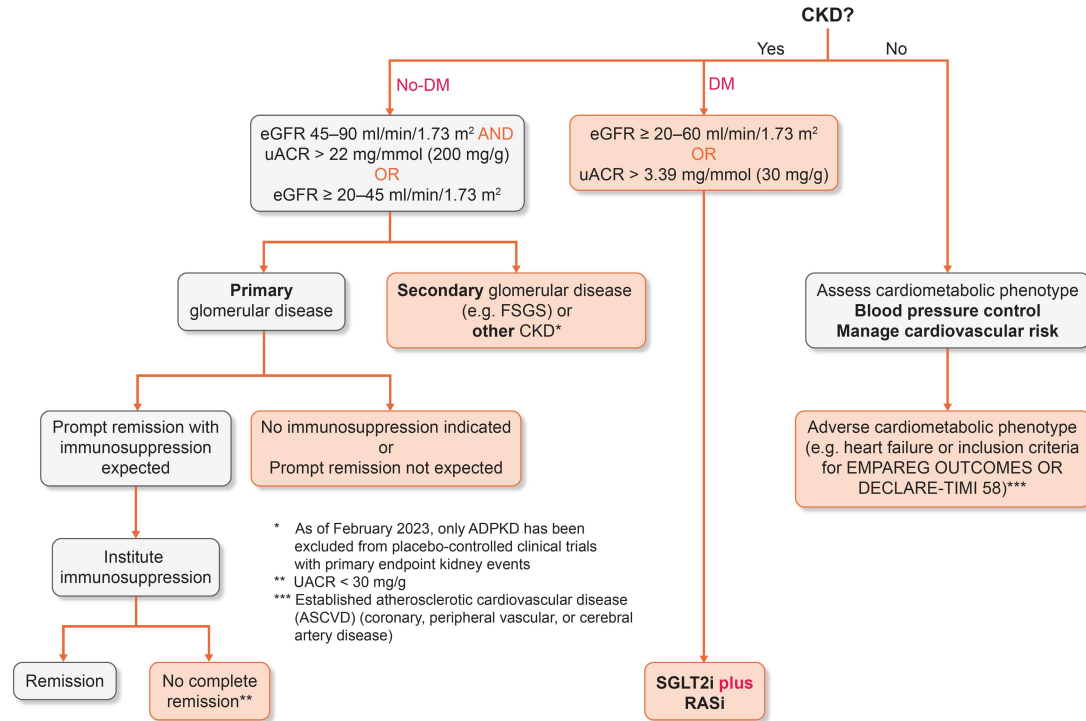 CKD?
Yes
No
No-DM
DM
eGFR 45–90 ml/min/1.73 m² AND
uACR > 22 mg/mmol (200 mg/g)
OR
eGFR ≥ 20–45 ml/min/1.73 m²
eGFR ≥ 20–60 ml/min/1.73 m²
OR
uACR > 3.39 mg/mmol (30 mg/g)
Primary
glomerular disease
Secondary glomerular disease
(e.g. FSGS) or
other CKD*
Assess cardiometabolic phenotype
Blood pressure control
Manage cardiovascular risk
Prompt remission with
immunosuppression
expected
No immunosuppression indicated
or
Prompt remission not expected
Adverse cardiometabolic phenotype
(e.g. heart failure or inclusion criteria
for EMPAREG OUTCOMES OR
DECLARE-TIMI 58)***
Institute
immunosuppression
* As of February 2023, only ADPKD has been
excluded from placebo-controlled clinical trials
with primary endpoint kidney events
** UACR < 30 mg/g
*** Established atherosclerotic cardiovascular disease
(ASCVD) (coronary, peripheral vascular, or cerebral
artery disease)
Remission
No complete
remission**
SGLT2i plus
RASi